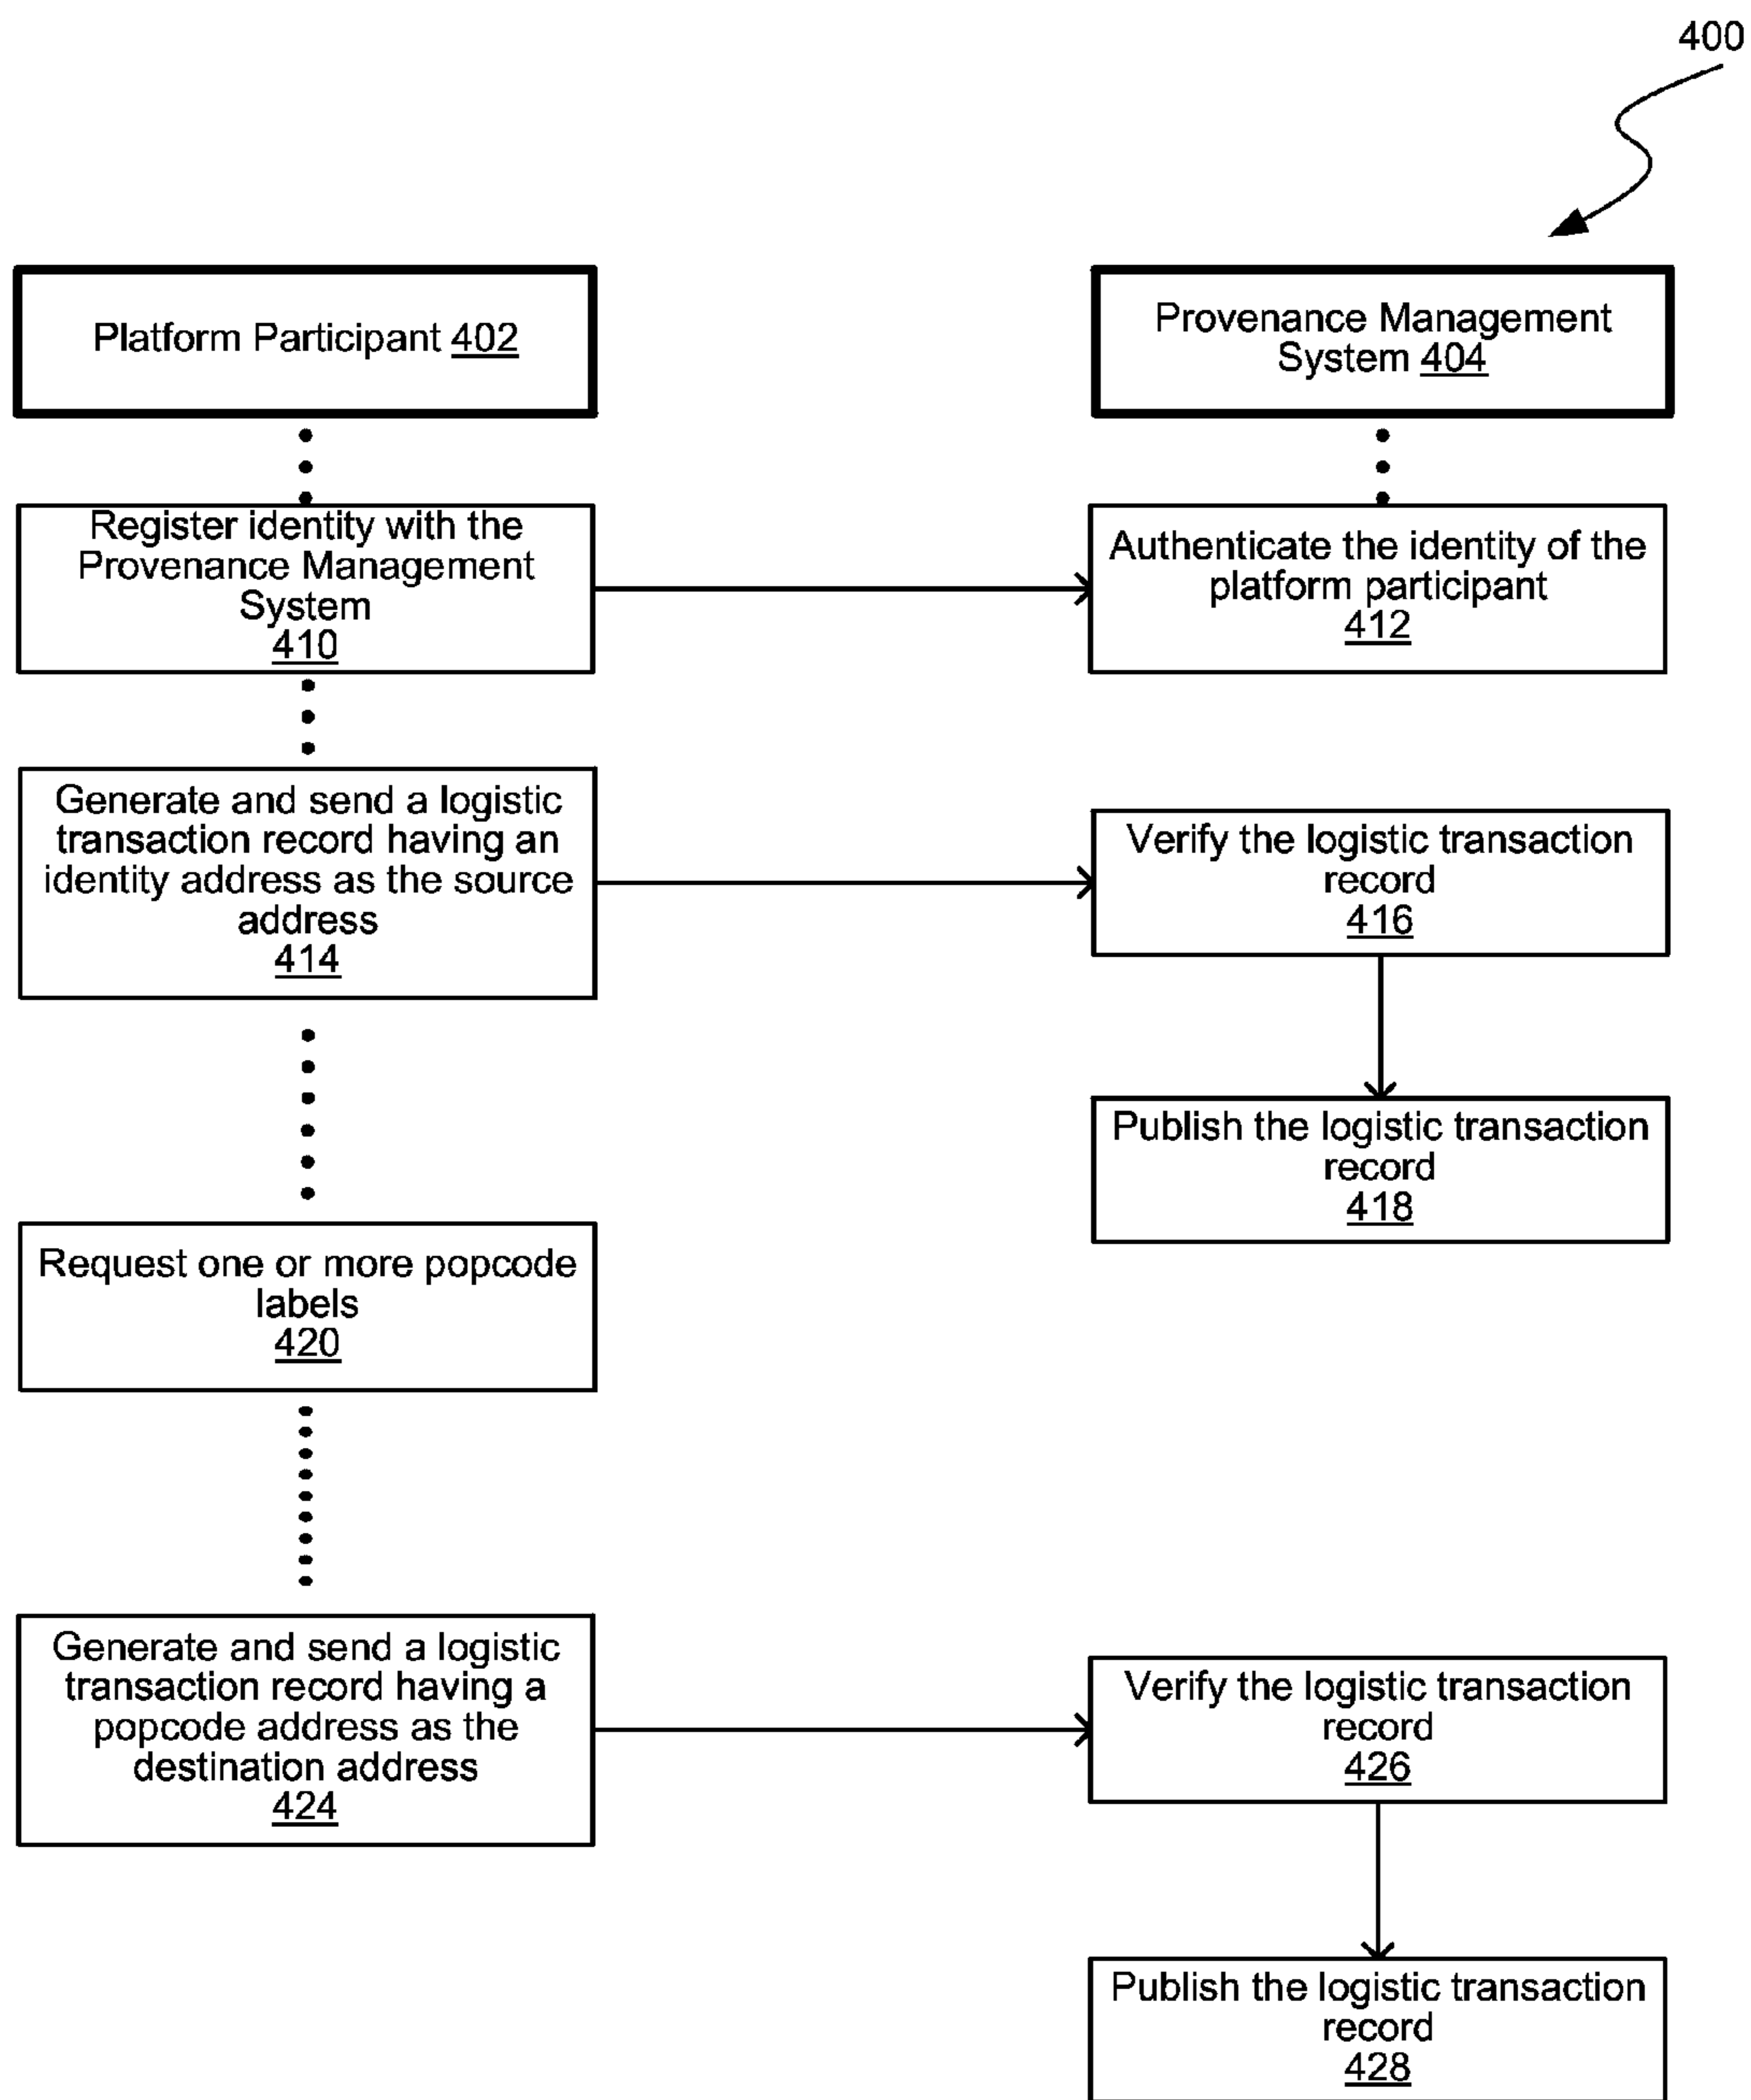 400
Platform Participant 402
Provenance Management
System 404
Register identity with the
Provenance Management
System
410
Authenticate the identity of the
platform participant
412
Generate and send a logistic
transaction record having an
identity address as the source
address
414
Verify the logistic transaction
record
416
Publish the logistic transaction
record
418
Request one or more popcode
labels
420
Generate and send a logistic
transaction record having a
popcode address as the
destination address
424
Verify the logistic transaction
record
426
Publish the logistic transaction
record
428